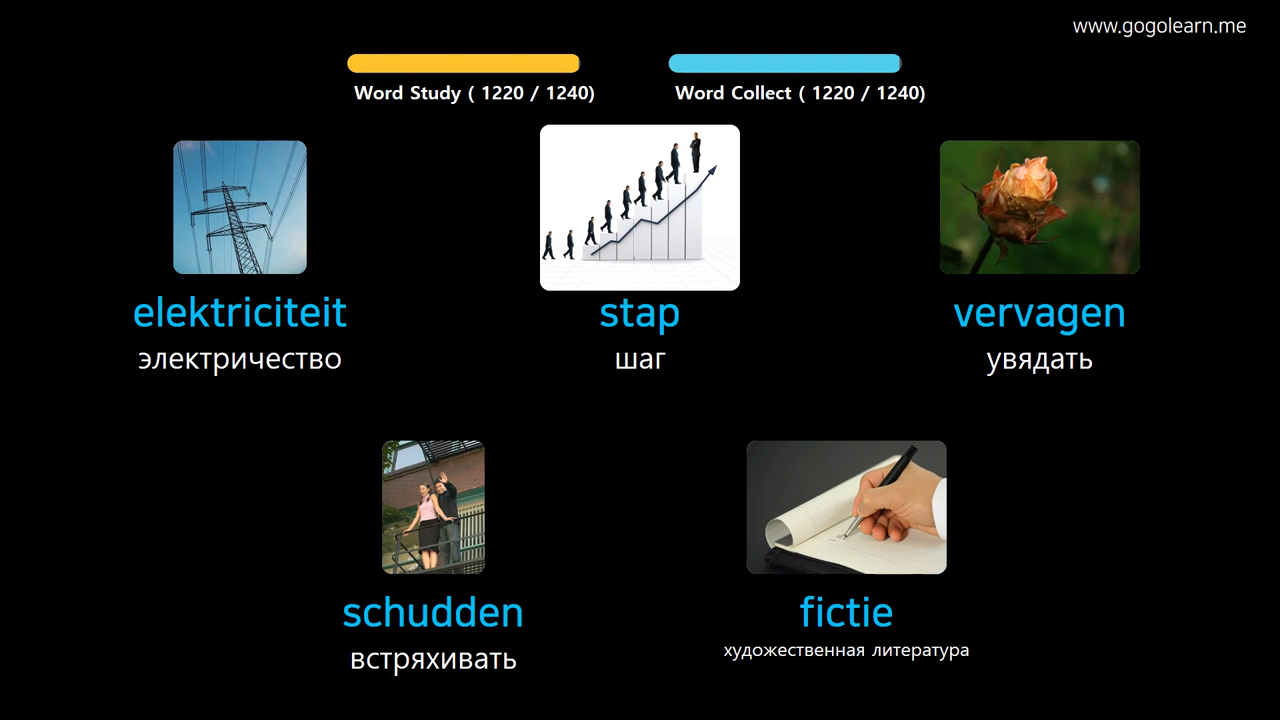 www.gogolearn.me
Word Study ( 1220 / 1240)
Word Collect ( 1220 / 1240)
elektriciteit
электричество
stap
шаг
vervagen
увядать
schudden
встряхивать
fictie
художественная литература